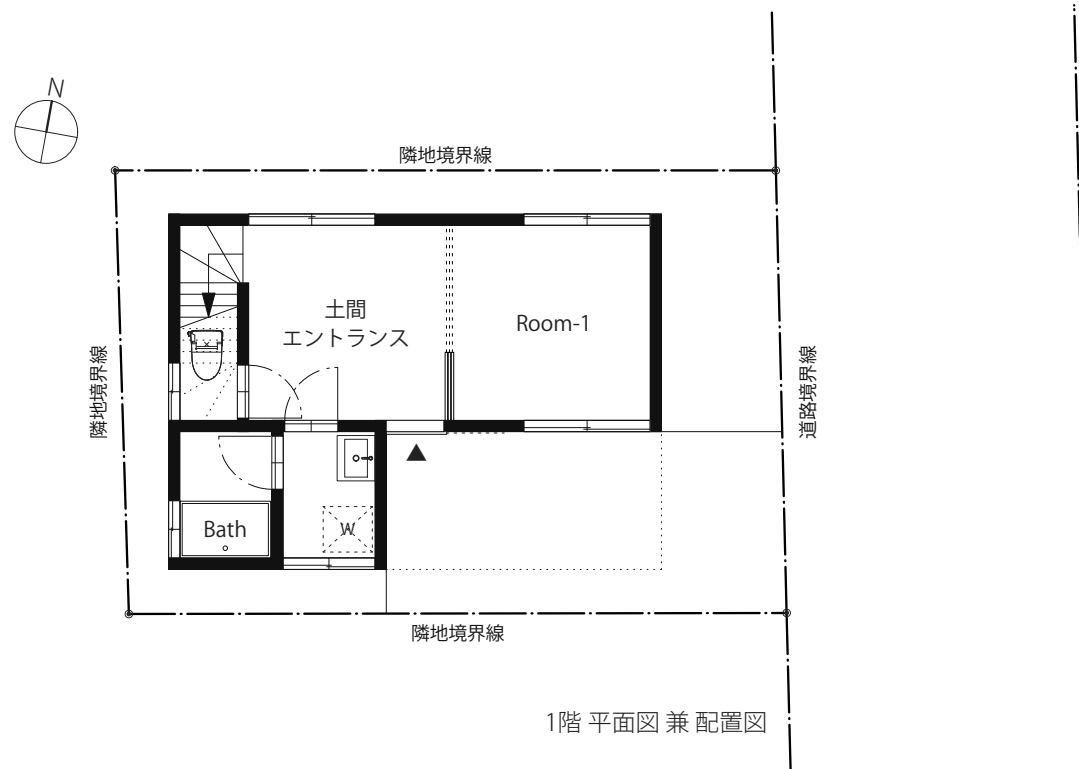 N
隣地境界線
土間
エントランス
Room-1
隣地境界線
道路境界線
Bath
W
隣地境界線
1階 平面図 兼 配置図